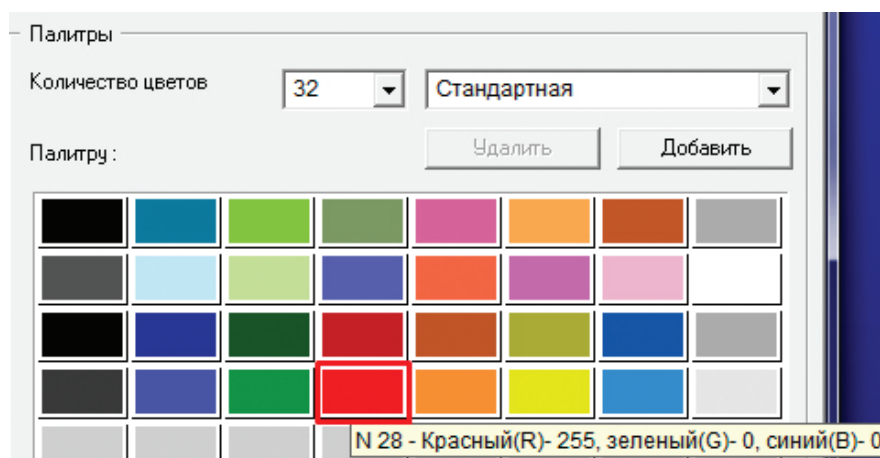 Палитры
Количество цветов 32 Стандартная
Палитру: Удалить Добавить
N 28 - Красный(R)- 255, зеленый(G)- 0, синий(B)- 0